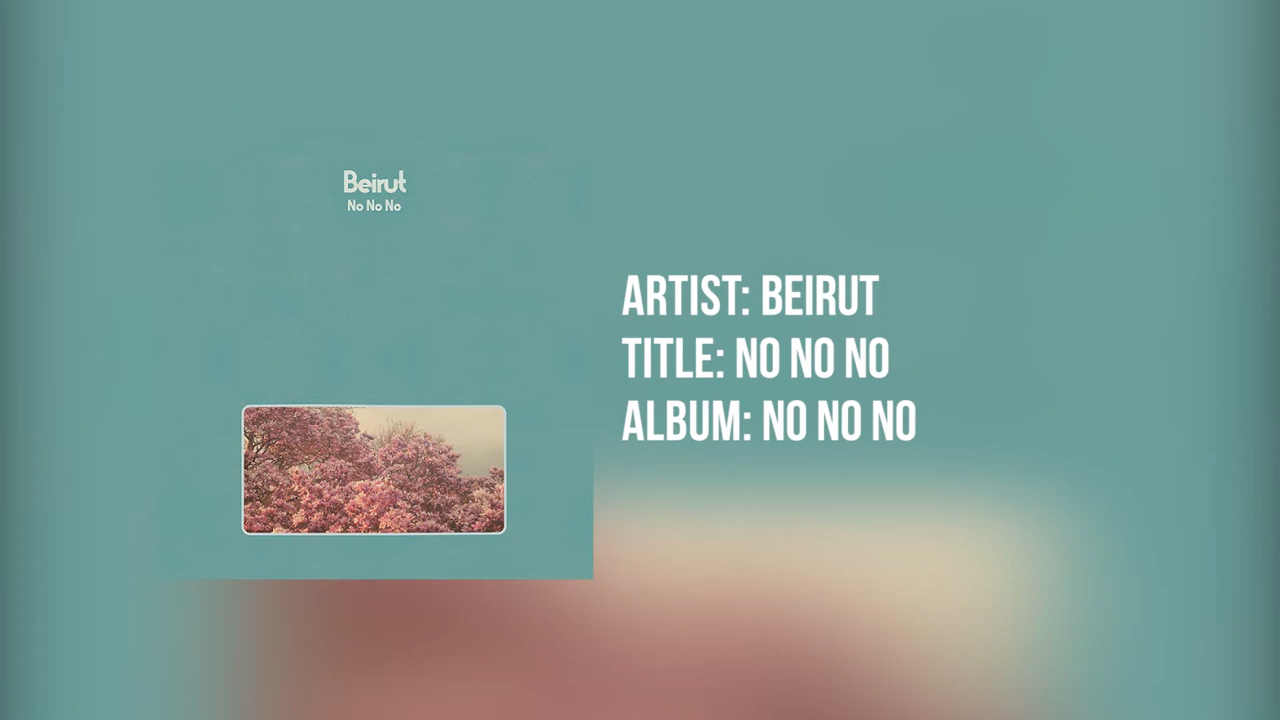 Beirut
No No No
ARTIST: BEIRUT
TITLE: NO NO NO
ALBUM: NO NO NO